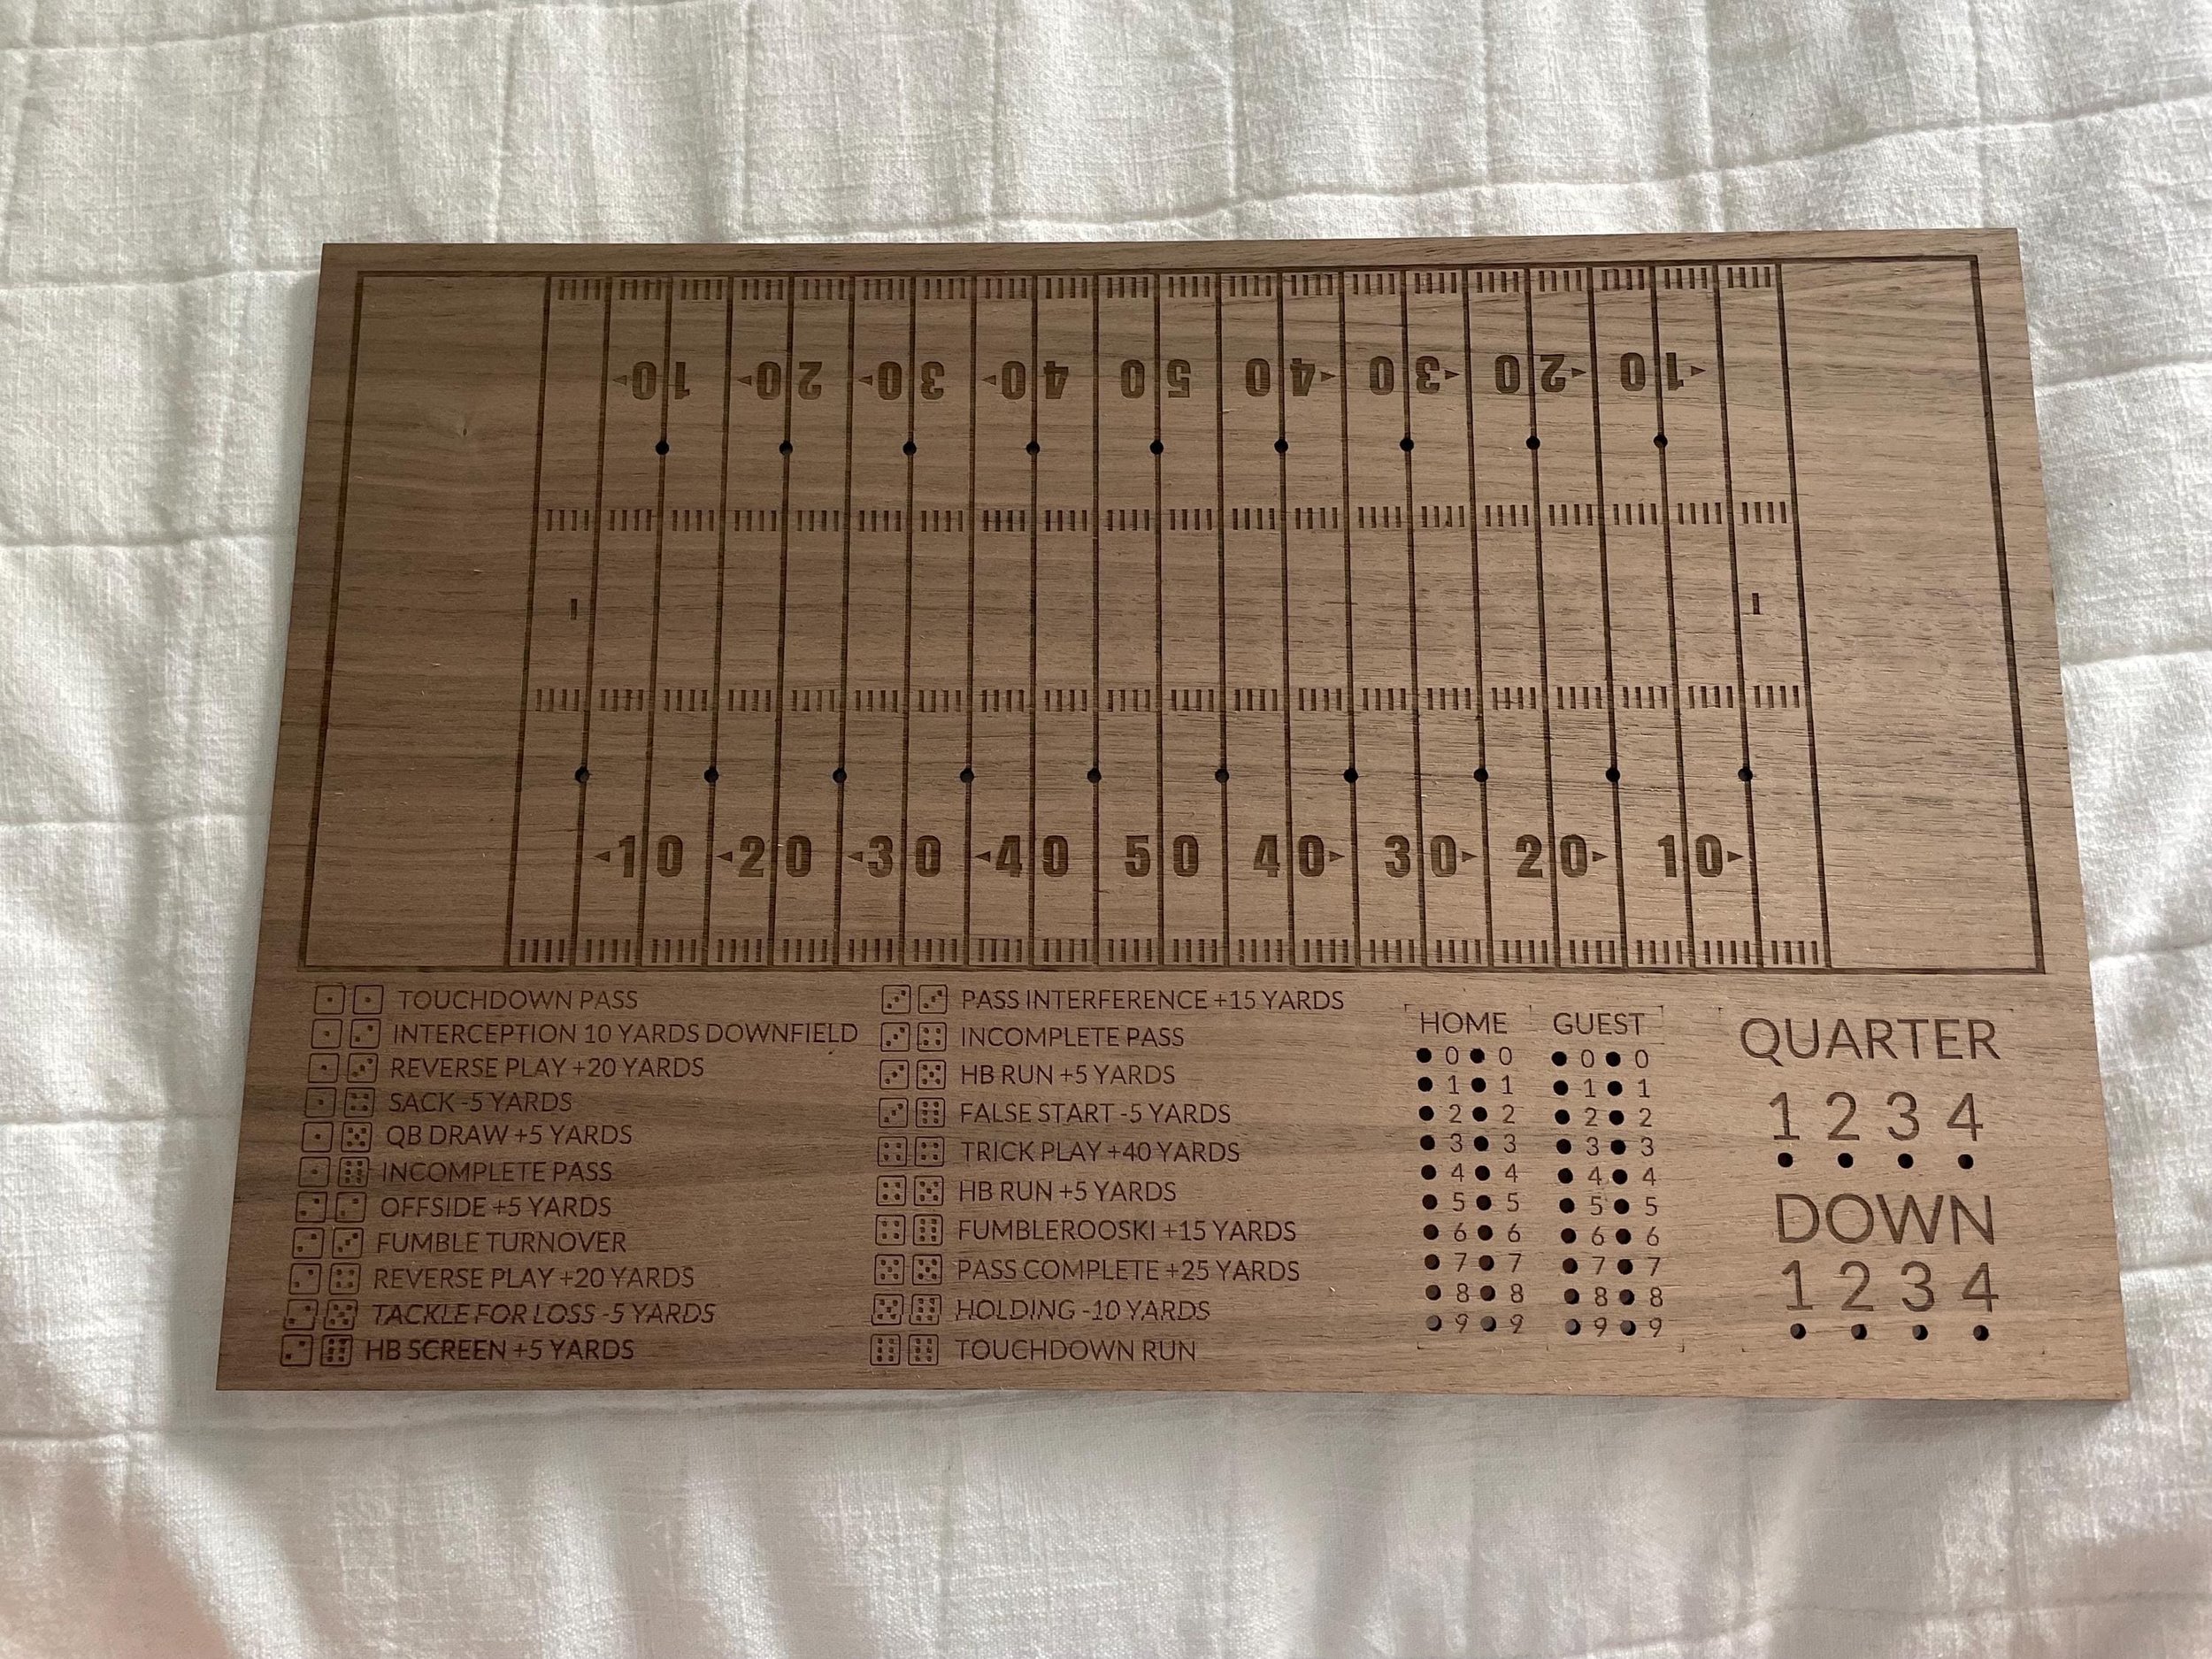 10 20 30 40 50 40 30 20 10
10 20 30 40 50 40 30 20 10
TOUCHDOWN PASS
INTERCEPTION 10 YARDS DOWNFIELD
REVERSE PLAY +20 YARDS
SACK -5 YARDS
QB DRAW +5 YARDS
INCOMPLETE PASS
OFFSIDE +5 YARDS
FUMBLE TURNOVER
REVERSE PLAY +20 YARDS
TACKLE FOR LOSS -5 YARDS
HB SCREEN +5 YARDS
PASS INTERFERENCE +15 YARDS
INCOMPLETE PASS
HB RUN +5 YARDS
FALSE START -5 YARDS
TRICK PLAY +40 YARDS
HB RUN +5 YARDS
FUMBLEROOSKI +15 YARDS
PASS COMPLETE +25 YARDS
HOLDING -10 YARDS
TOUCHDOWN RUN
HOME GUEST
0 0 0 0
1 1 1 1
2 2 2 2
3 3 3 3
4 4 4 4
5 5 5 5
6 6 6 6
7 7 7 7
8 8 8 8
9 9 9 9
QUARTER
1 2 3 4
DOWN
1 2 3 4